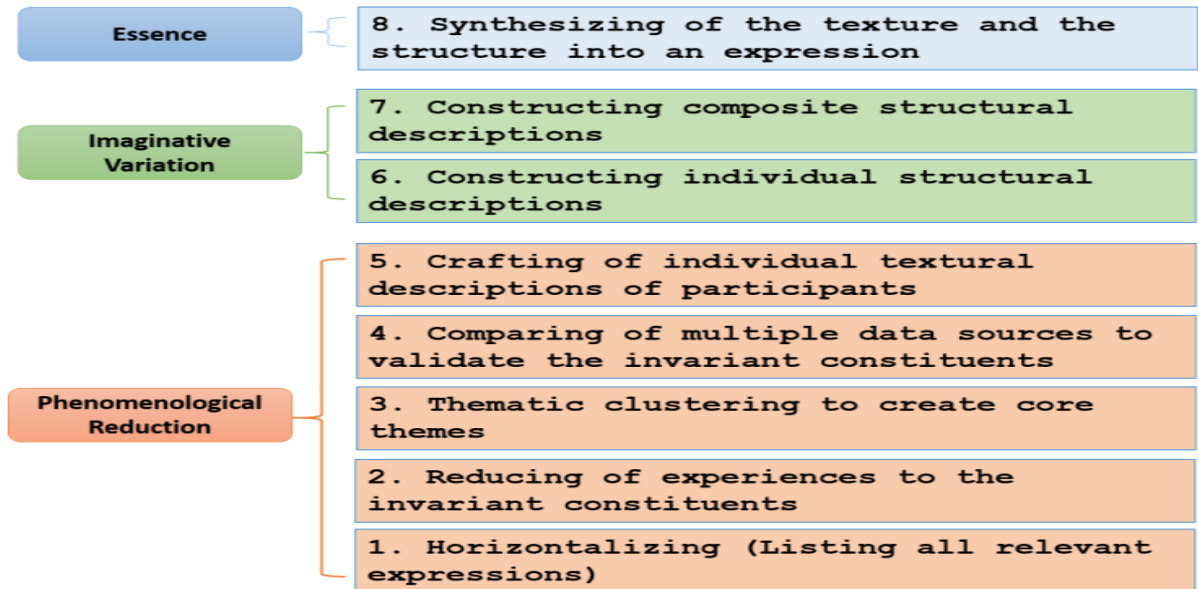 Essence
8. Synthesizing of the texture and the
structure into an expression
Imaginative
Variation
7. Constructing composite structural
descriptions
6. Constructing individual structural
descriptions
Phenomenological
Reduction
5. Crafting of individual textural
descriptions of participants
4. Comparing of multiple data sources to
validate the invariant constituents
3. Thematic clustering to create core
themes
2. Reducing of experiences to the
invariant constituents
1. Horizontalizing (Listing all relevant
expressions)